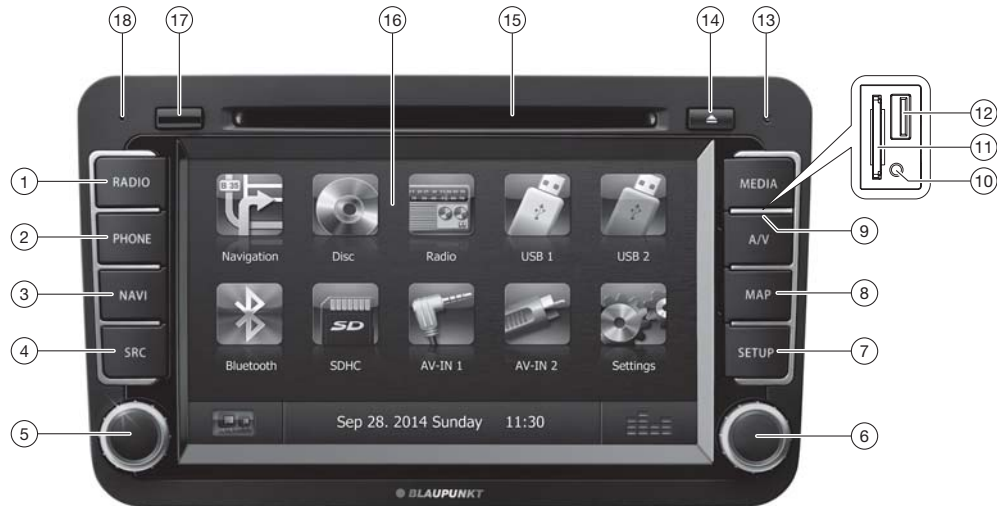 18 17 16 15 14 13
12
11
10
1 RADIO
2 PHONE
3 NAVI
4 SRC
5
B 35
Navigation Disc Radio USB 1 USB 2
SD
Bluetooth SDHC AV-IN 1 AV-IN 2 Settings
Sep 28. 2014 Sunday 11:30
MEDIA
9
A/V
MAP 8
SETUP 7
6
BLAUPUNKT